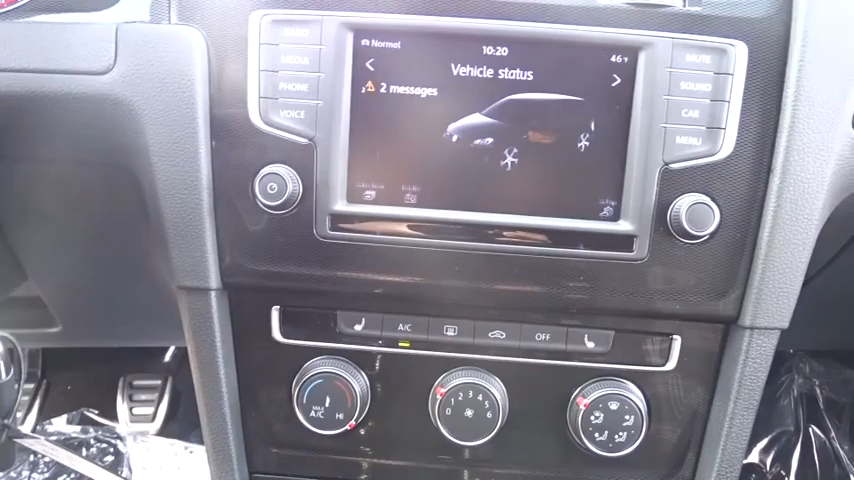 BAND
MEDIA
PHONE
VOICE
Normal
10:20
46°F
Vehicle status
2 messages
MUTE
SOUND
CAR
MENU
A/C
OFF
MAX
A/C
HI
0 1 2 3 4 5 6